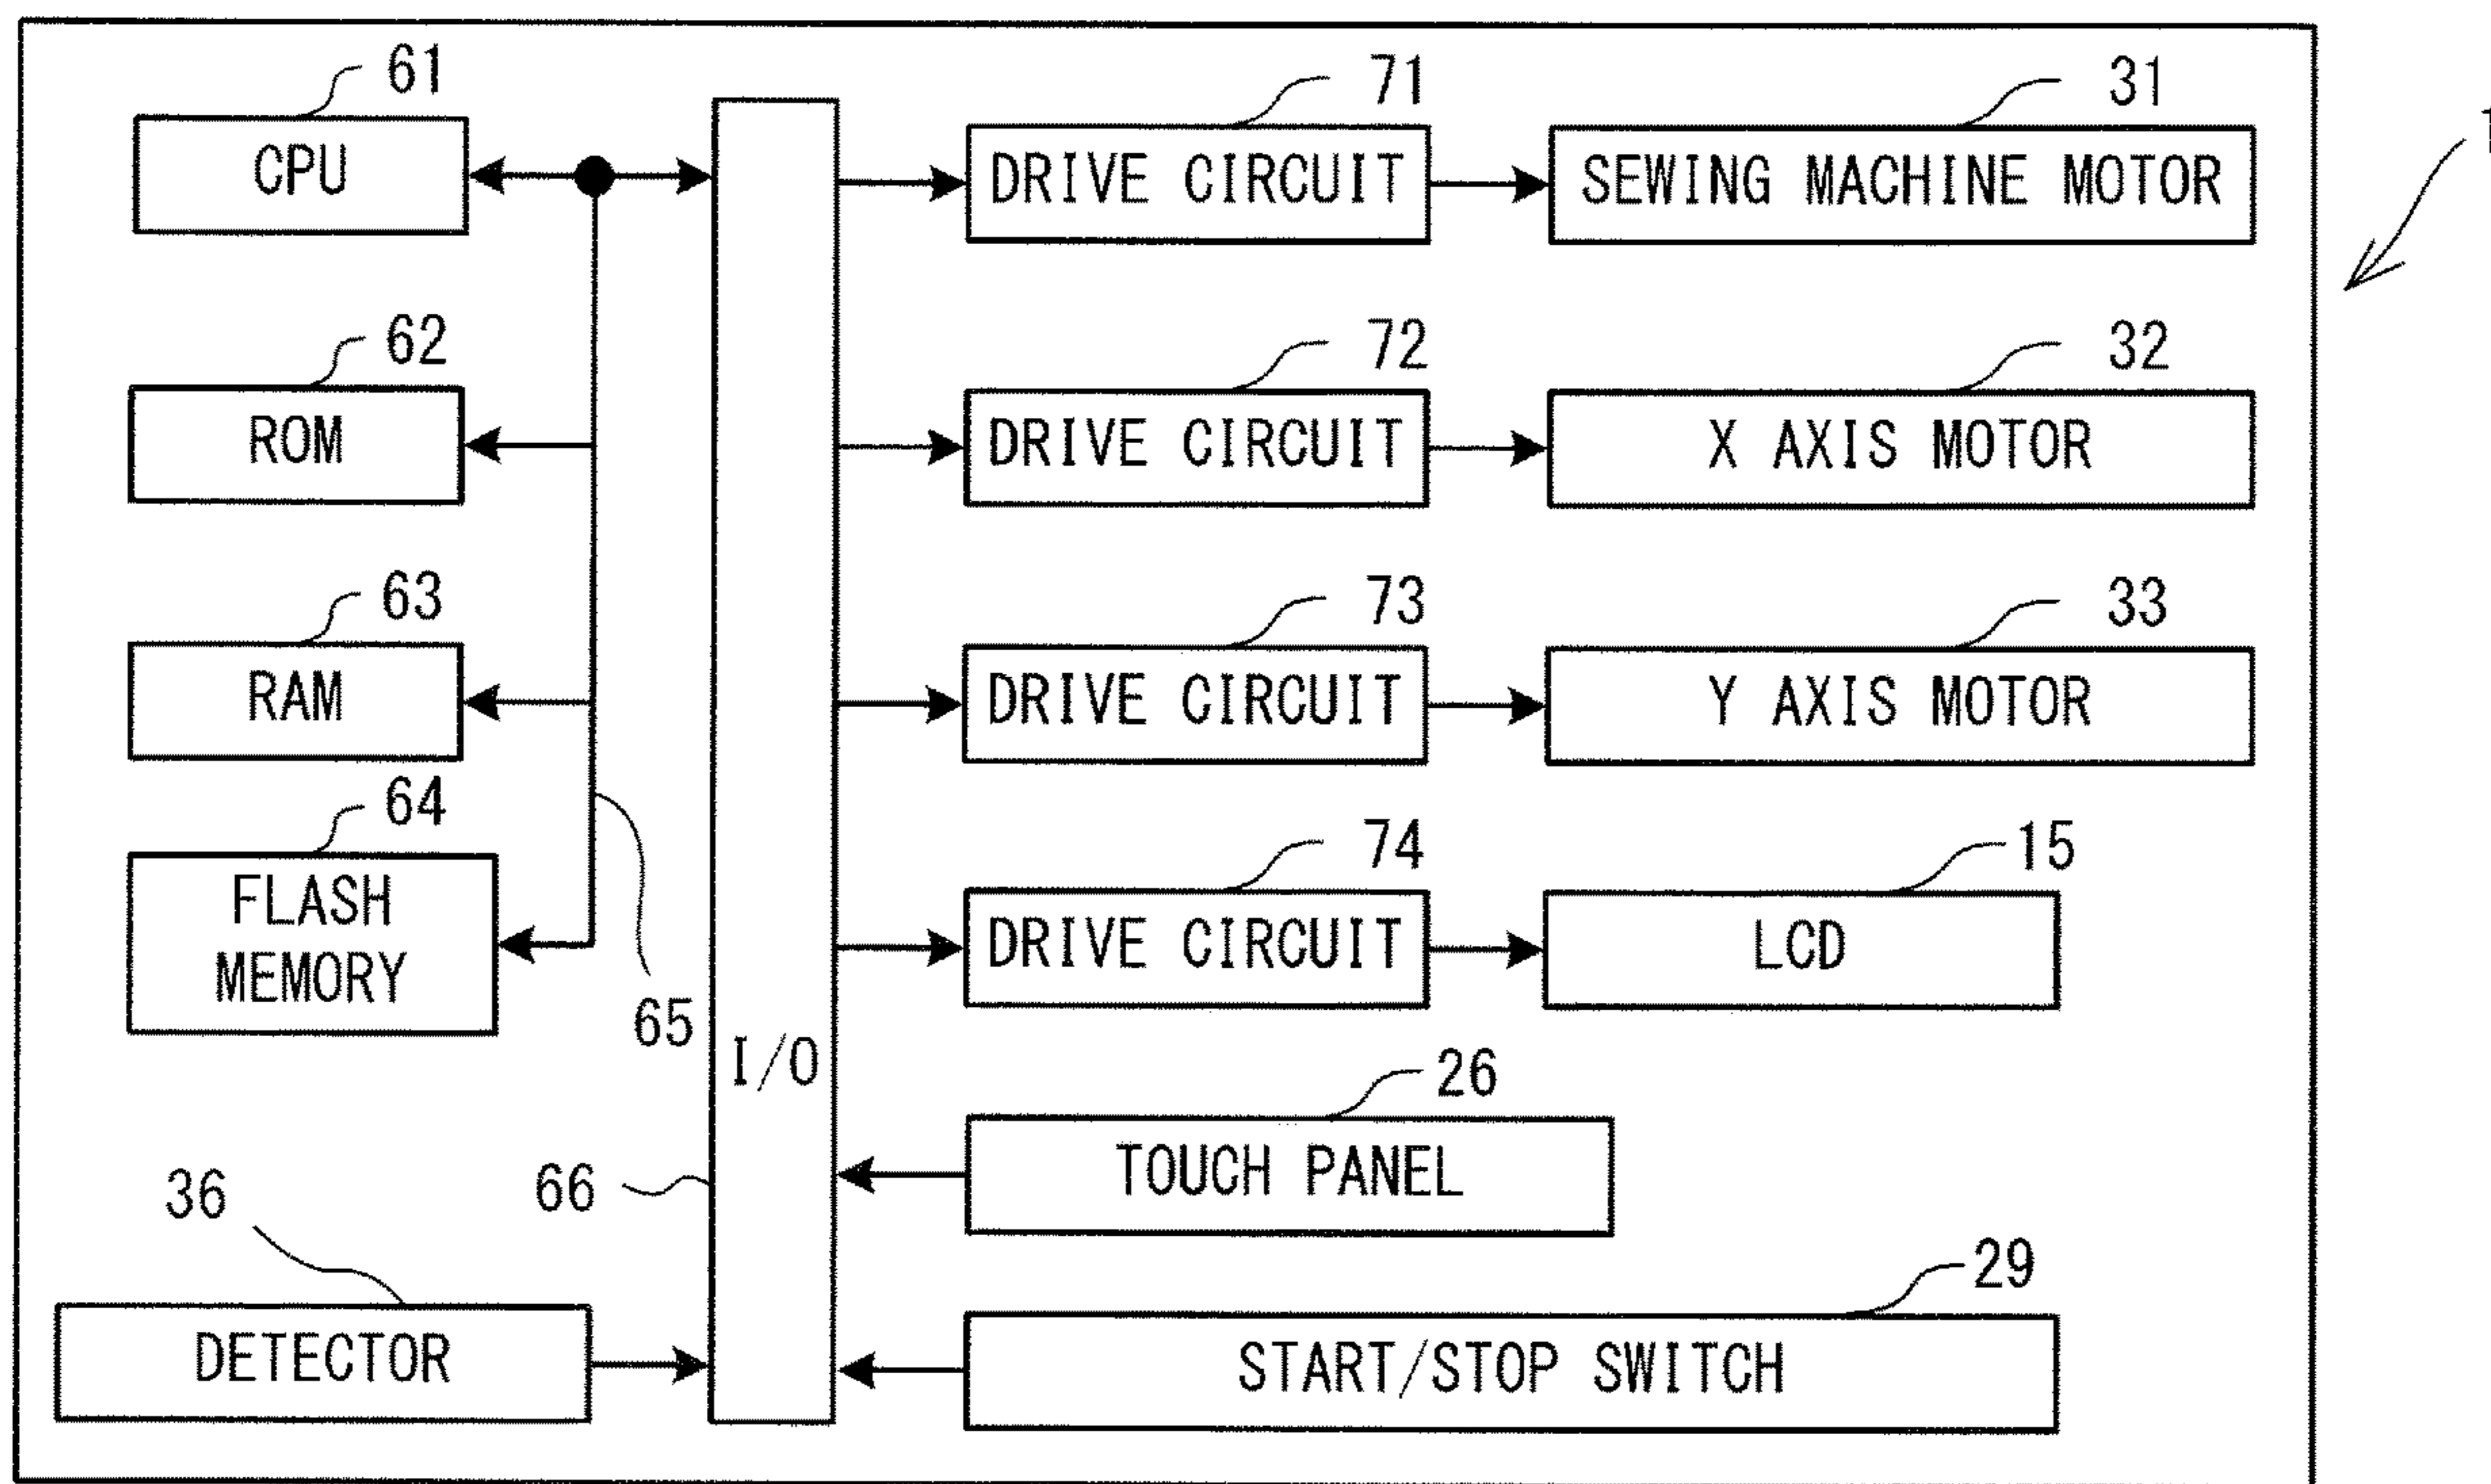 61
CPU
71
DRIVE CIRCUIT
31
SEWING MACHINE MOTOR
1
62
ROM
72
DRIVE CIRCUIT
32
X AXIS MOTOR
63
RAM
73
DRIVE CIRCUIT
33
Y AXIS MOTOR
64
FLASH
MEMORY
65
74
DRIVE CIRCUIT
15
LCD
I/O
66
26
TOUCH PANEL
36
DETECTOR
29
START/STOP SWITCH